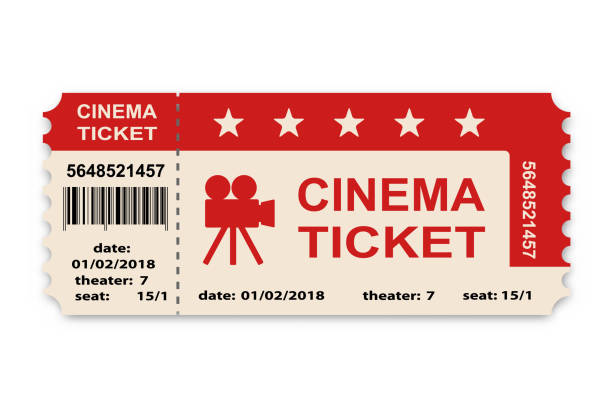 CINEMA
TICKET
5648521457
date:
01/02/2018
theater: 7
seat: 15/1
CINEMA
TICKET
date: 01/02/2018 theater: 7 seat: 15/1
5648521457